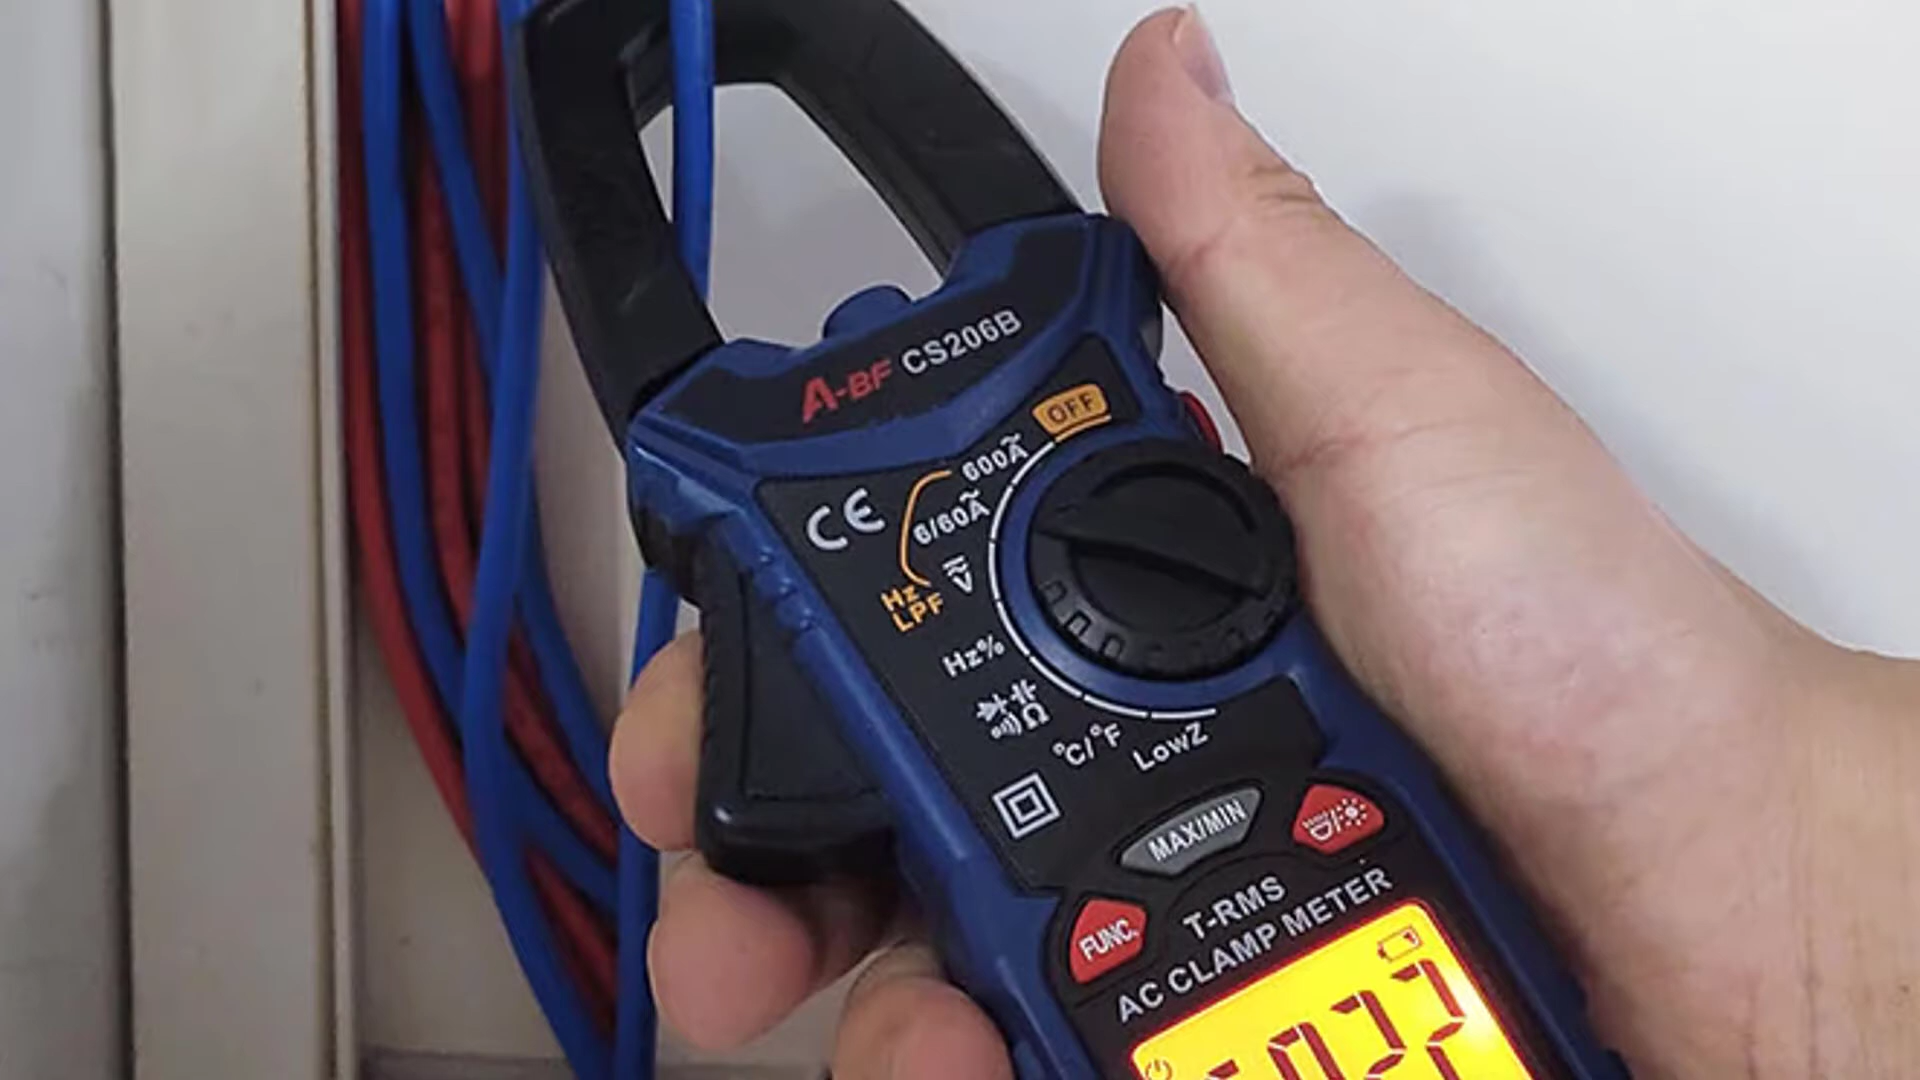 A-BF CS206B
OFF
600A
6/60A
V
Hz
LPF
Hz%
Ω
°C/°F
LowZ
CE
MAX/MIN
FUNC.
T-RMS
AC CLAMP METER